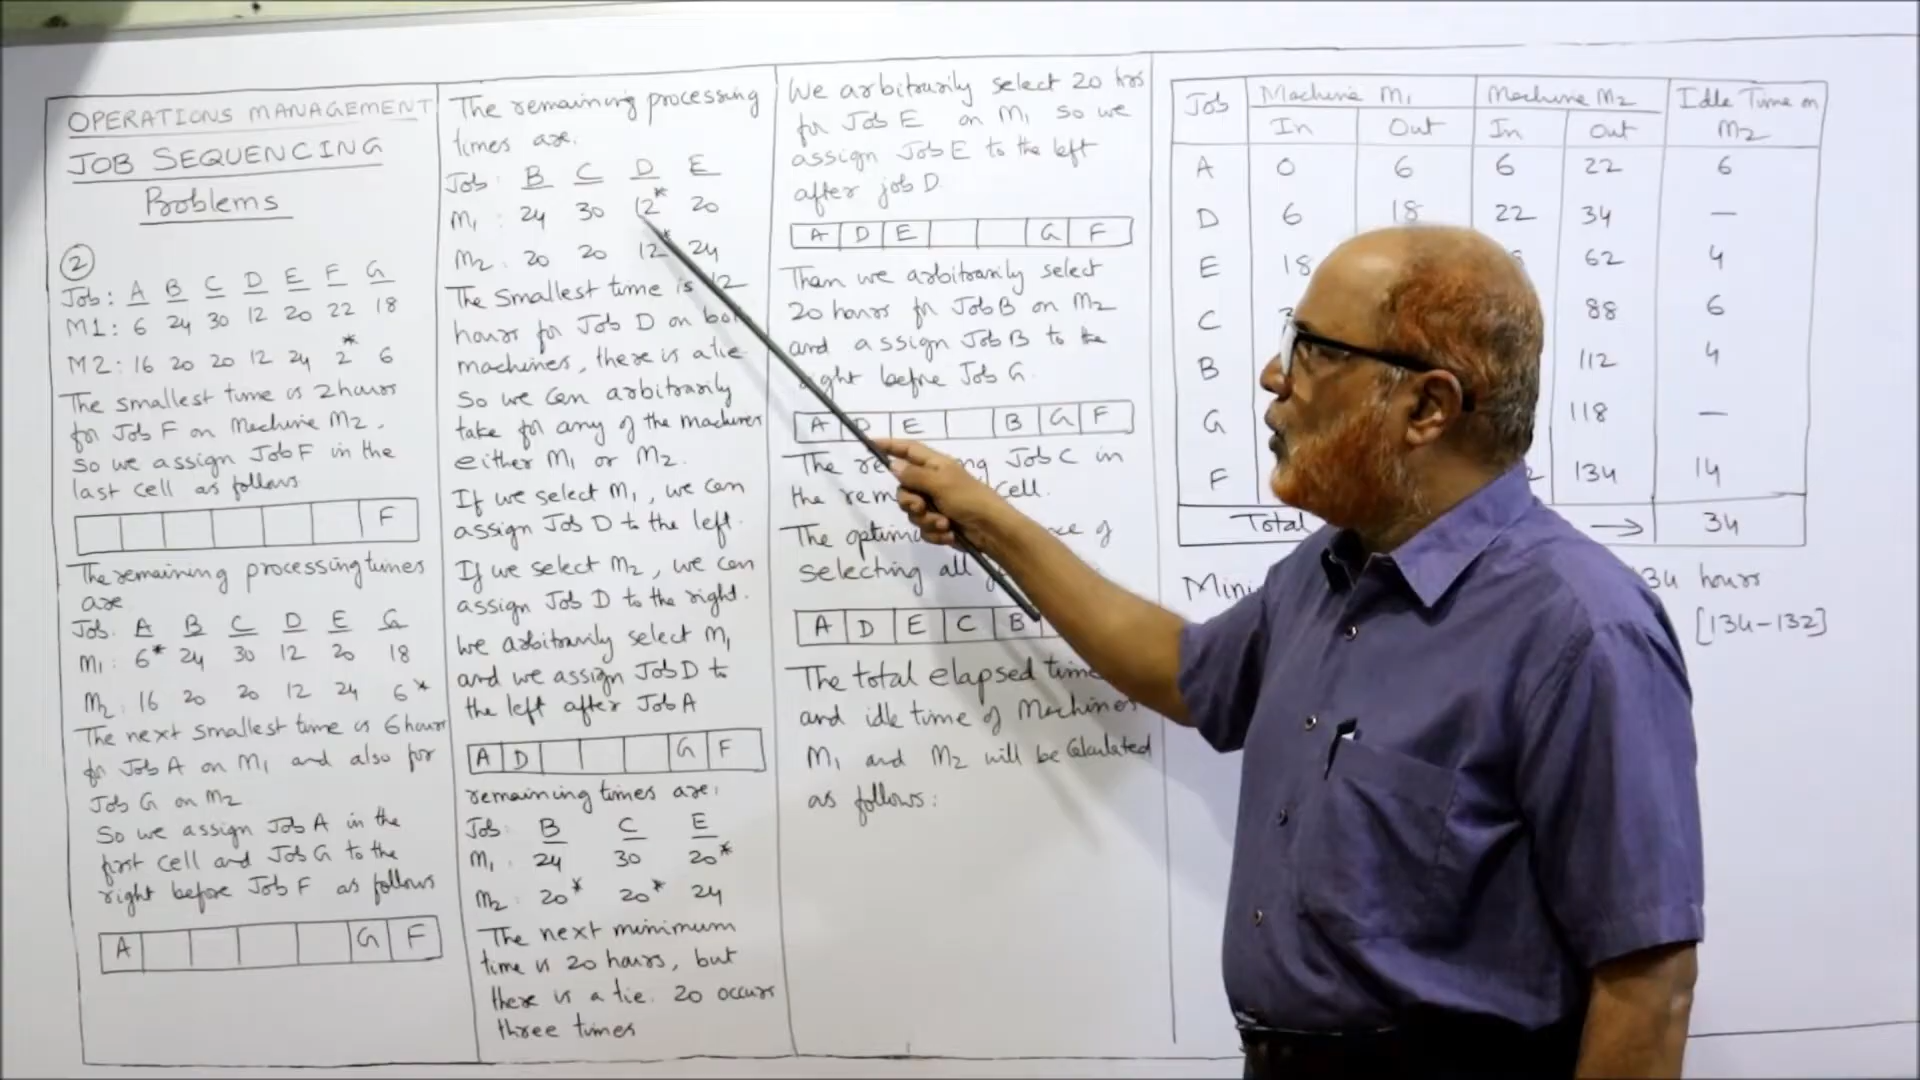 OPERATIONS MANAGEMENT
JOB SEQUENCING
Problems
2
Job: A B C D E F G
M1: 6 24 30 12 20 22 18
M2: 16 20 20 12 24 2* 6
The smallest time is 2 hours
for Job F on Machine M2.
So we assign Job F in the
last cell as follows
F
The remaining processing times
are
Job. A B C D E G
M1: 6* 24 30 12 20 18
M2: 16 20 20 12 24 6*
The next smallest time is 6 hours
for Job A on M1 and also for
Job G on M2
So we assign Job A in the
first cell and Job G to the
right before Job F as follows
A G F
The remaining processing
times are.
Job: B C D E
M1: 24 30 12* 20
M2: 20 20 12* 24
The smallest time is 12
hours for Job D on
machines, there is a tie
So we can arbitrarily
take for any of the machines
either M1 or M2.
If we select M1, we can
assign Job D to the left.
If we select M2, we can
assign Job D to the right.
we arbitrarily select M1
and we assign Job D to
the left after Job A
A D G F
remaining times are:
Job: B C E
M1: 24 30 20*
M2: 20* 20* 24
The next minimum
time is 20 hours, but
there is a tie. 20 occurs
three times
We arbitrarily select 20 hrs
for Job E on M1 so we
assign Job E to the left
after job D.
A D E G F
Then we arbitrarily select
20 hours for Job B on M2
and assign Job B to the
right before Job G.
A D E B G F
The Job C in
the cell.
The of
selecting all
A D E C B
The total elapsed time
and idle time of Machines
M1 and M2 will be Calculated
as follows:
Job Machine M1 Machine M2 Idle Time on
In Out In Out M2
A 0 6 6 22 6
D 6 18 22 34 —
E 18 62 4
C 88 6
B 112 4
G 118 —
F 134 14
Total → 34
hours
[134-132]